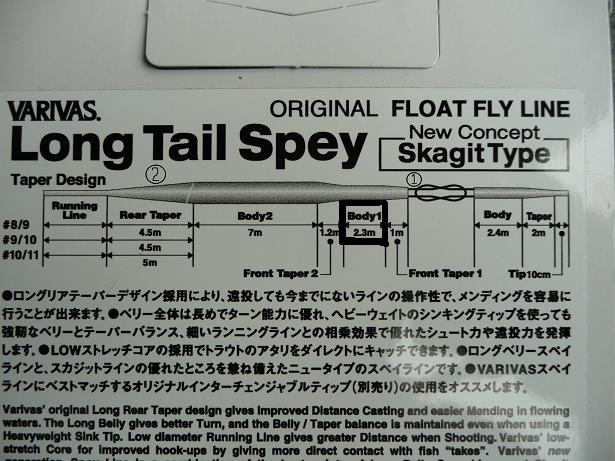 VARIVAS. ORIGINAL FLOAT FLY LINE
Long Tail Spey New Concept Skagit Type
Taper Design ② ①
Running Line Rear Taper Body2 Body1 Body Taper
#8/9 4.5m 7m 1.2m 2.3m 1m 2.4m 2m
#9/10 4.5m
#10/11 5m
Front Taper 2 Front Taper 1 Tip10cm
●ロングリアテーパーデザイン採用により、遠投しても今までにないラインの操作性で、メンディングを容易に
行うことが出来ます。●ベリー全体は長めでターン能力に優れ、ヘビーウェイトのシンキングティップを使っても
強靭なベリーとテーパーバランス、細いランニングラインとの相乗効果で優れたシュート力や遠投力を発揮
します。●LOWストレッチコアの採用でトラウトのアタリをダイレクトにキャッチできます。●ロングベリースペイ
ラインと、スカジットラインの優れたところを兼ね備えたニュータイプのスペイラインです。●VARIVASスペイ
ラインにベストマッチするオリジナルインターチェンジャブルティップ(別売り)の使用をオススメします。
Varivas' original Long Rear Taper design gives improved Distance Casting and easier Mending in flowing
waters. The Long Belly gives better Turn, and the Belly / Taper balance is maintained even when using a
Heavyweight Sink Tip. Low diameter Running Line gives greater Distance when Shooting. Varivas' low-
stretch Core for improved hook-ups by giving more direct contact with fish "takes". Varivas' new